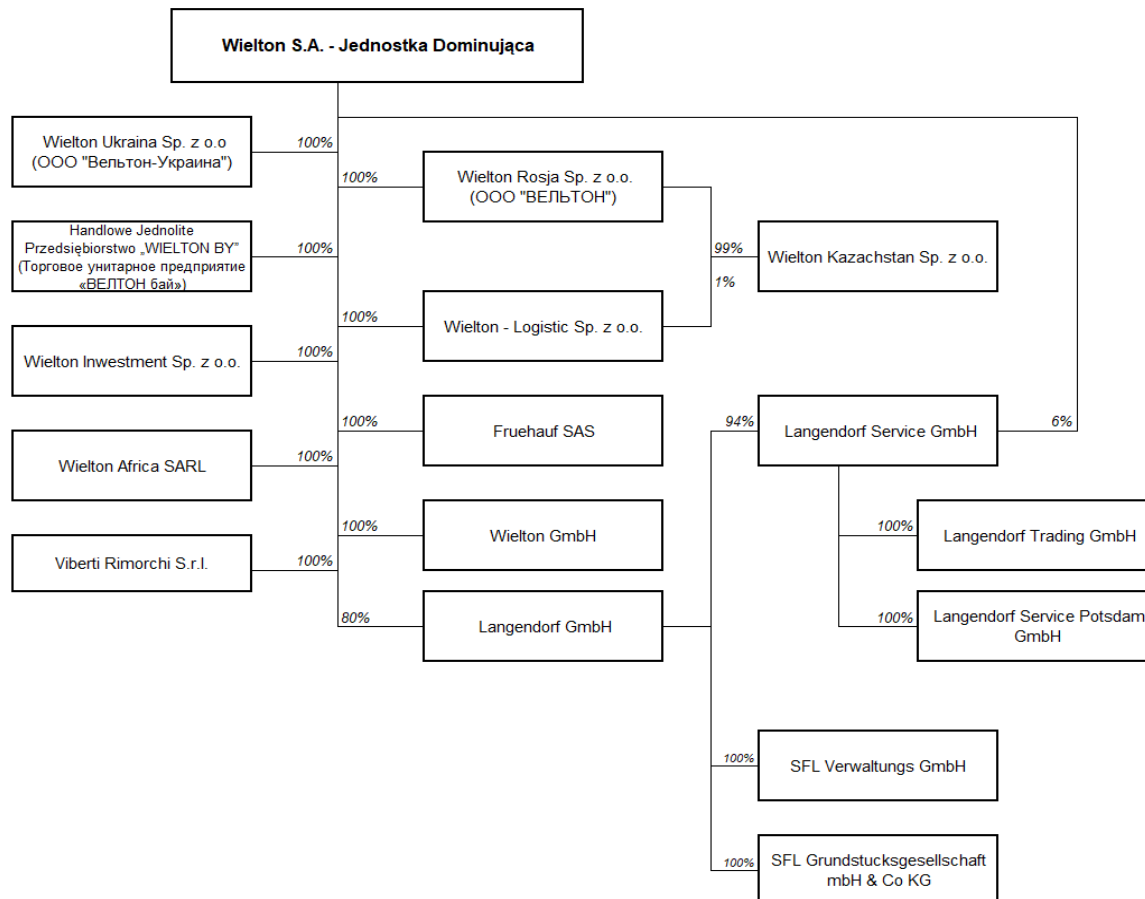 Wielton S.A. - Jednostka Dominująca
Wielton Ukraina Sp. z o.o
(ООО "Вельтон-Украина")
100%
100%
Wielton Rosja Sp. z o.o.
(ООО "ВЕЛЬТОН")
Handlowe Jednolite
Przedsiębiorstwo „WIELTON BY”
(Торговое унитарное предприятие
«ВЕЛТОН бай»)
100%
99%
1%
Wielton Kazachstan Sp. z o.o.
100%
Wielton - Logistic Sp. z o.o.
Wielton Inwestment Sp. z o.o.
100%
100%
Fruehauf SAS
94%
Langendorf Service GmbH
6%
Wielton Africa SARL
100%
100%
Wielton GmbH
100%
Langendorf Trading GmbH
Viberti Rimorchi S.r.l.
100%
80%
Langendorf GmbH
100%
Langendorf Service Potsdam
GmbH
100%
SFL Verwaltungs GmbH
100%
SFL Grundstucksgesellschaft
mbH & Co KG